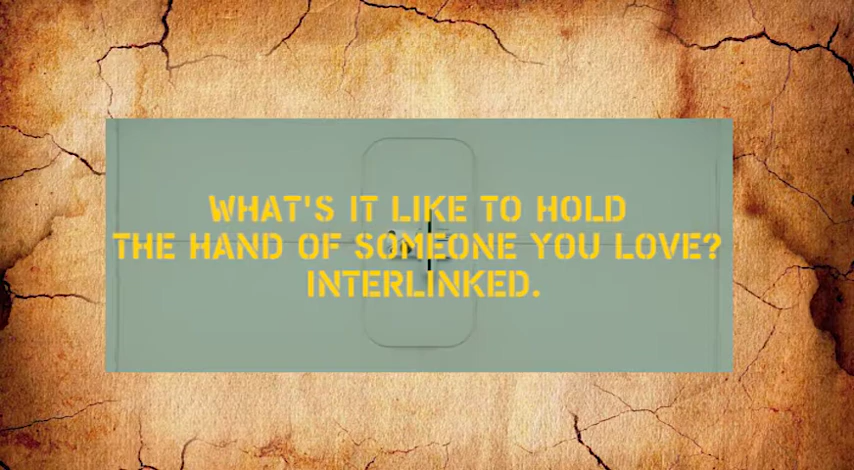 WHAT'S IT LIKE TO HOLD
THE HAND OF SOMEONE YOU LOVE?
INTERLINKED.